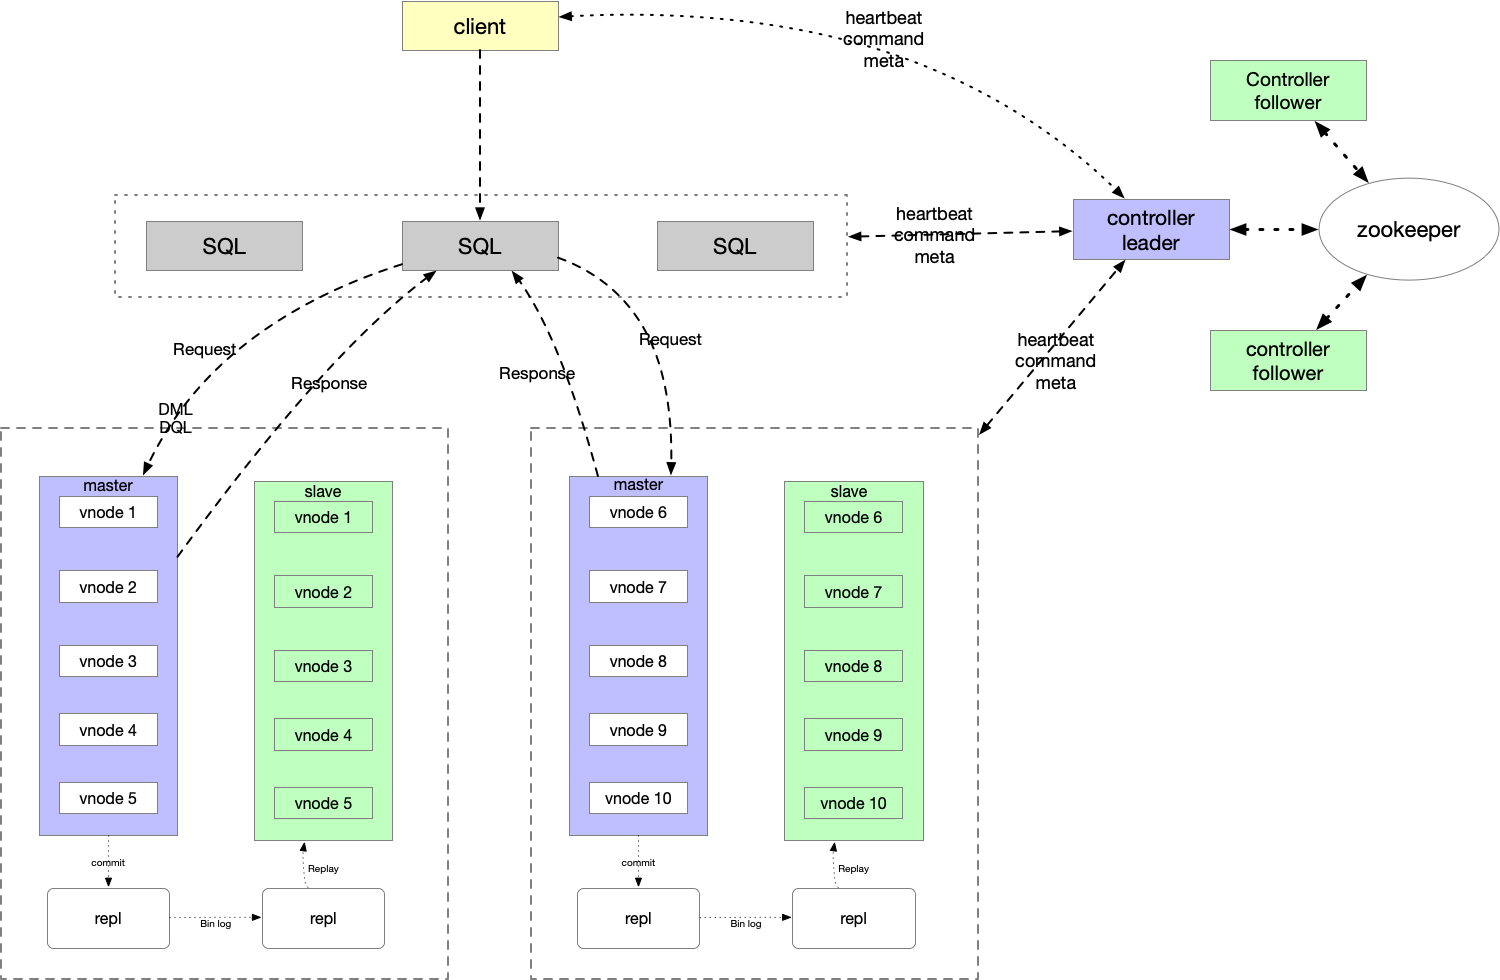 client
heartbeat
command
meta
Controller
follower
SQL
SQL
SQL
heartbeat
command
meta
controller
leader
zookeeper
controller
follower
heartbeat
command
meta
Request
Response
DML
DQL
Response
Request
master
vnode 1
vnode 2
vnode 3
vnode 4
vnode 5
slave
vnode 1
vnode 2
vnode 3
vnode 4
vnode 5
commit
Replay
repl
Bin log
repl
master
vnode 6
vnode 7
vnode 8
vnode 9
vnode 10
slave
vnode 6
vnode 7
vnode 8
vnode 9
vnode 10
commit
Replay
repl
Bin log
repl